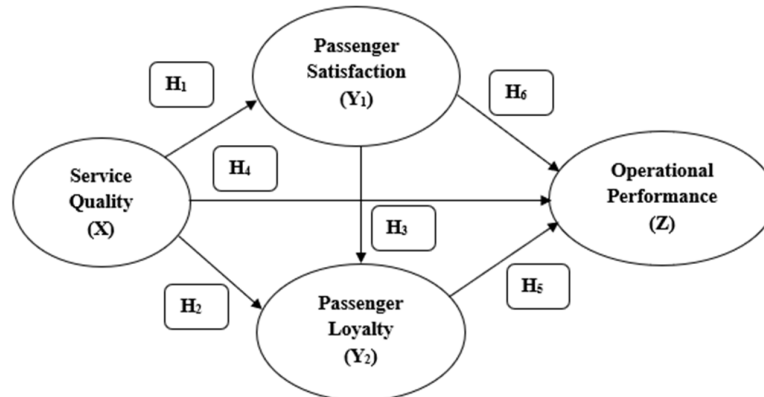 Passenger
Satisfaction
(Y₁)
H₁
H₆
Service
Quality
(X)
H₄
Operational
Performance
(Z)
H₃
H₂
Passenger
Loyalty
(Y₂)
H₅